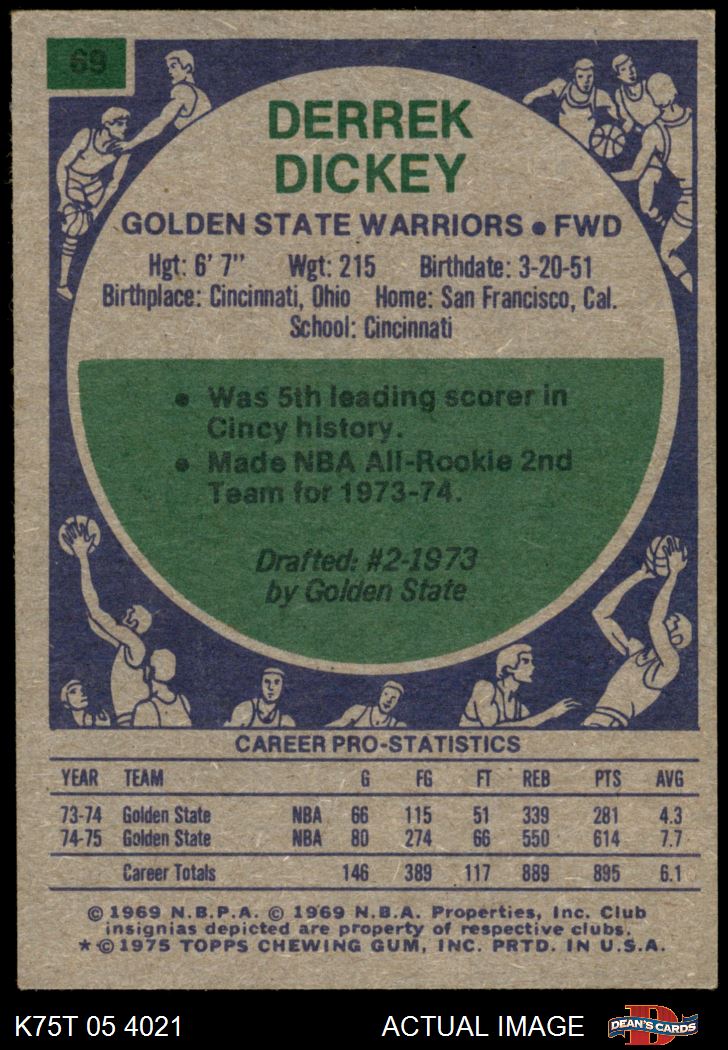 69
DERREK
DICKEY
GOLDEN STATE WARRIORS • FWD
Hgt: 6' 7" Wgt: 215 Birthdate: 3-20-51
Birthplace: Cincinnati, Ohio Home: San Francisco, Cal.
School: Cincinnati
• Was 5th leading scorer in
Cincy history.
• Made NBA All-Rookie 2nd
Team for 1973-74.
Drafted: #2-1973
by Golden State
CAREER PRO-STATISTICS
YEAR TEAM G FG FT REB PTS AVG
73-74 Golden State NBA 66 115 51 339 281 4.3
74-75 Golden State NBA 80 274 66 550 614 7.7
Career Totals 146 389 117 889 895 6.1
© 1969 N.B.P.A. © 1969 N.B.A. Properties, Inc. Club
insignias depicted are property of respective clubs.
* © 1975 TOPPS CHEWING GUM, INC. PRTD. IN U.S.A.
K75T 05 4021 ACTUAL IMAGE D DEAN'S CARDS